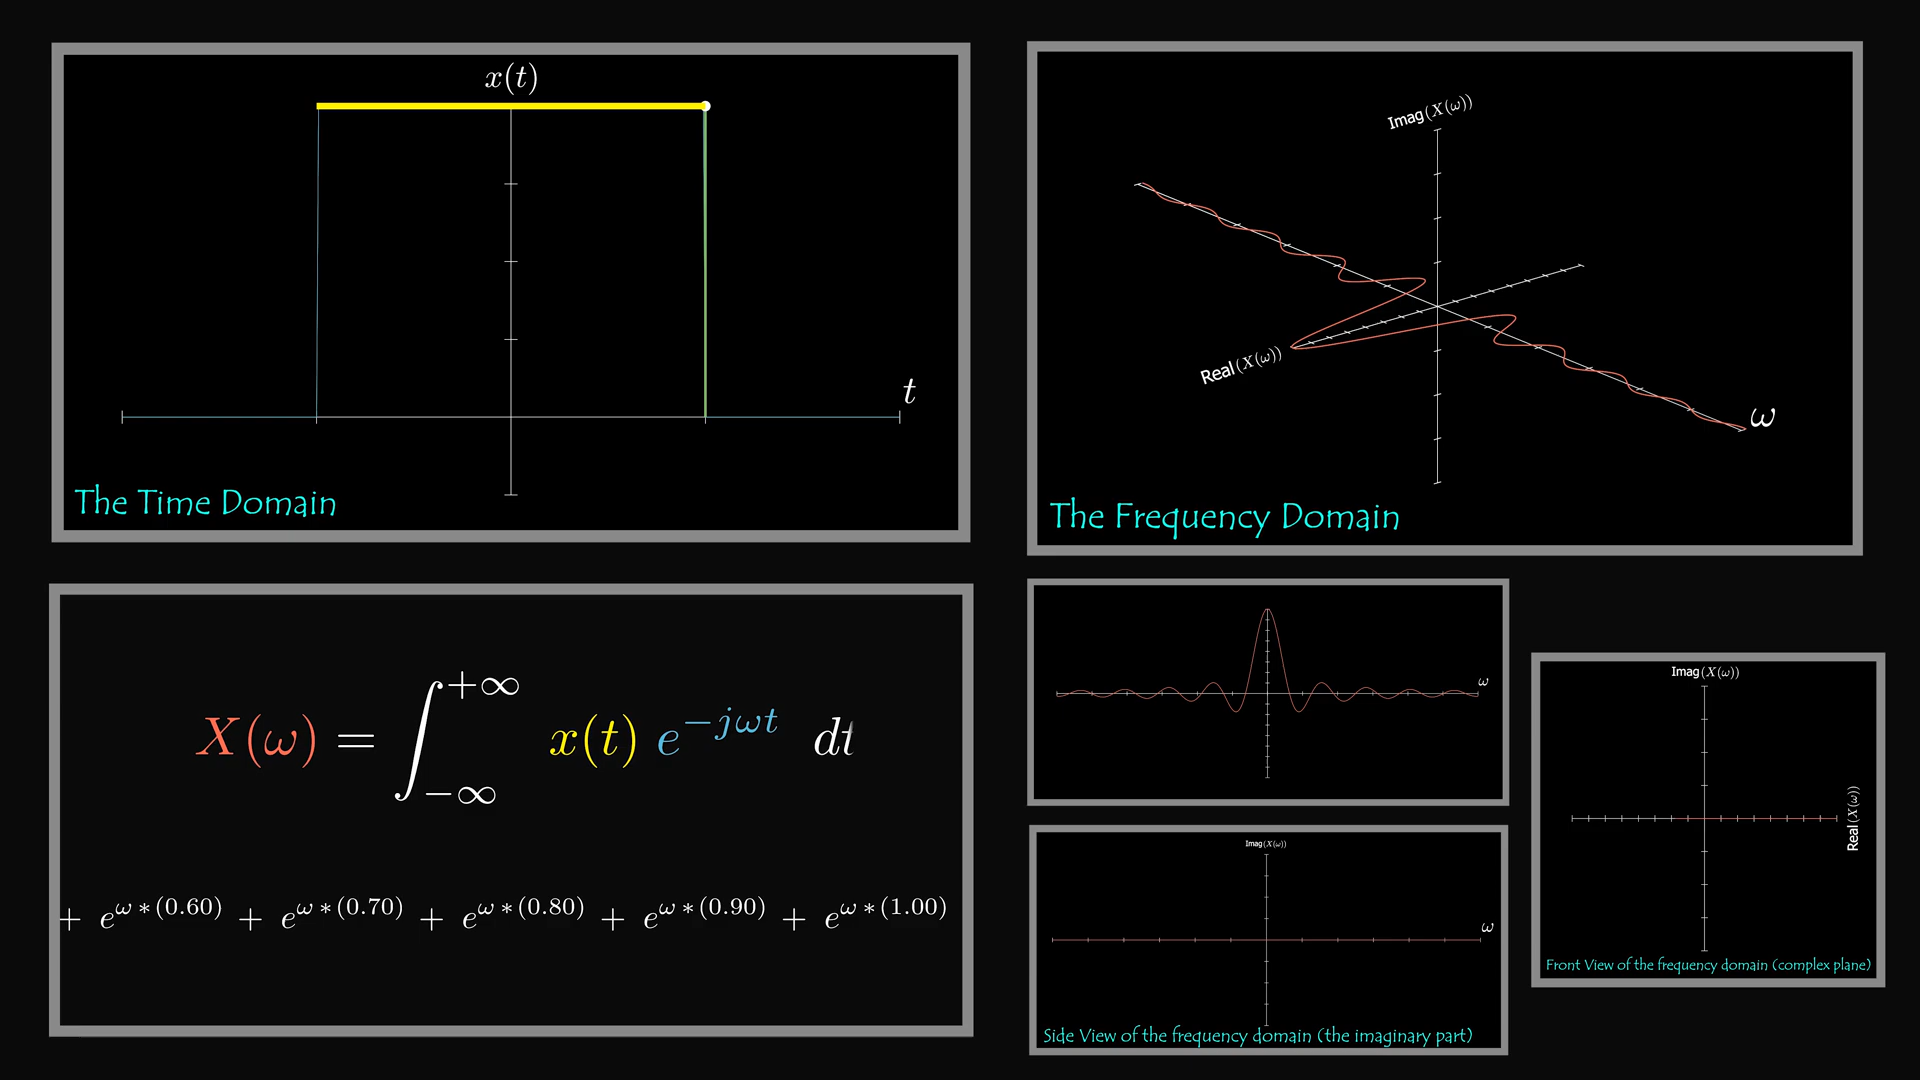 x(t)
t
The Time Domain
Imag(X(ω))
Real(X(ω))
ω
The Frequency Domain
X(ω) = ∫_{−∞}^{+∞} x(t) e^{−jωt} dt
+ e^{ω*(0.60)} + e^{ω*(0.70)} + e^{ω*(0.80)} + e^{ω*(0.90)} + e^{ω*(1.00)}
ω
Imag(X(ω))
ω
Side View of the frequency domain (the imaginary part)
Imag(X(ω))
Real(X(ω))
Front View of the frequency domain (complex plane)